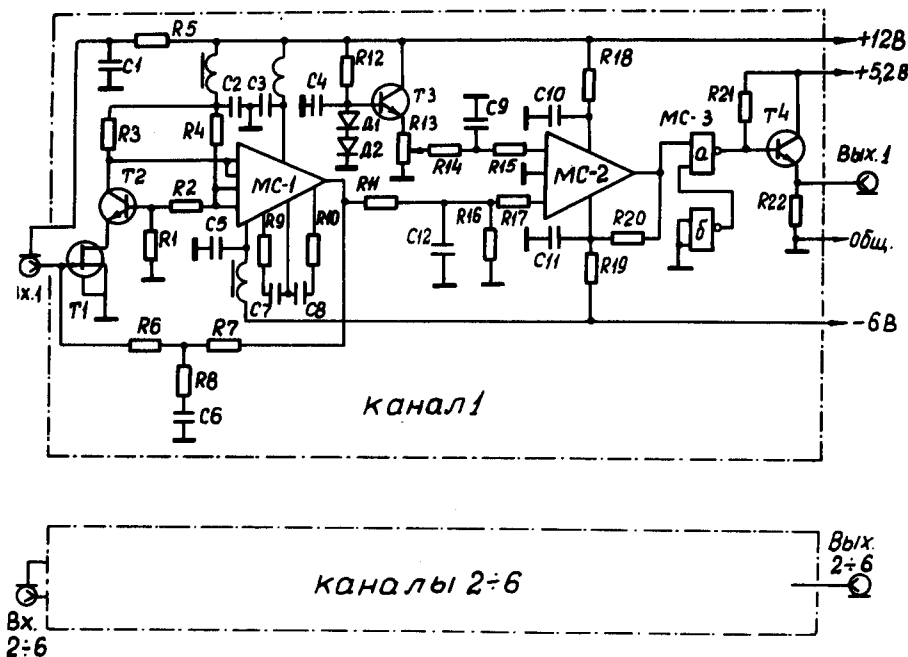 R5
+12В
C1
R12
R18
+5,2В
C2
C3
C4
T3
C9
C10
R21
T4
R3
R4
Д1
R13
МС-3
Д2
R14
R15
а
Вых.1
T2
R2
МС-1
МС-2
R11
R22
R9
R10
R16
R17
R20
б
C5
R1
C12
C11
Общ.
Вх.1
R19
T1
C7
C8
-6В
R6
R7
R8
C6
канал 1
Вых.
2÷6
каналы 2÷6
Вх.
2÷6